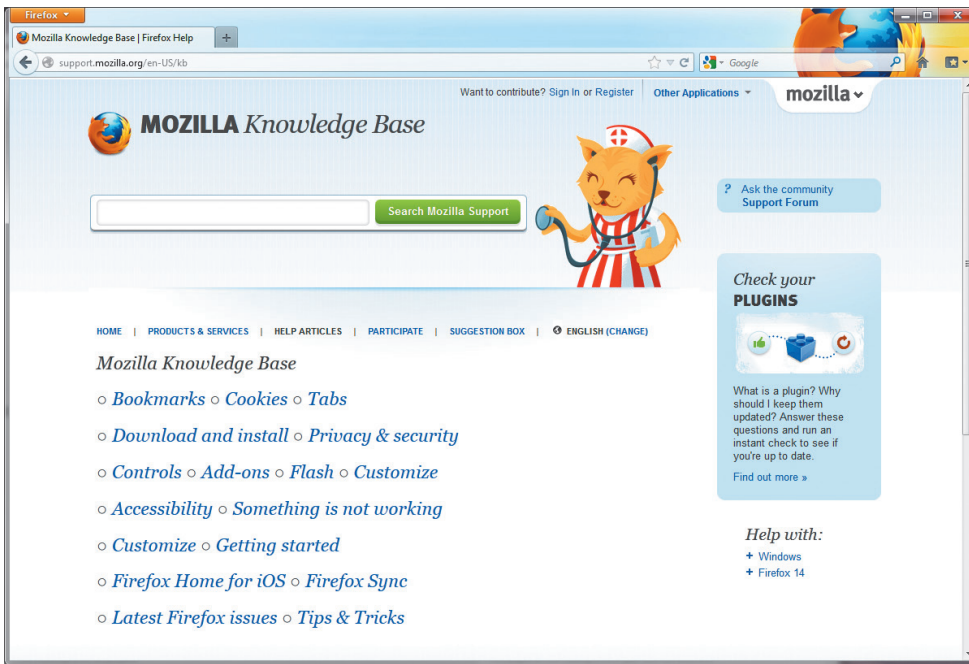 Firefox
Mozilla Knowledge Base | Firefox Help
support.mozilla.org/en-US/kb
Google
Want to contribute? Sign In or Register
Other Applications
mozilla
MOZILLA Knowledge Base
Search Mozilla Support
? Ask the community
Support Forum
Check your
PLUGINS
What is a plugin? Why
should I keep them
updated? Answer these
questions and run an
instant check to see if
you're up to date.
Find out more »
HOME | PRODUCTS & SERVICES | HELP ARTICLES | PARTICIPATE | SUGGESTION BOX | ENGLISH (CHANGE)
Mozilla Knowledge Base
○ Bookmarks ○ Cookies ○ Tabs
○ Download and install ○ Privacy & security
○ Controls ○ Add-ons ○ Flash ○ Customize
○ Accessibility ○ Something is not working
○ Customize ○ Getting started
○ Firefox Home for iOS ○ Firefox Sync
○ Latest Firefox issues ○ Tips & Tricks
Help with:
+ Windows
+ Firefox 14